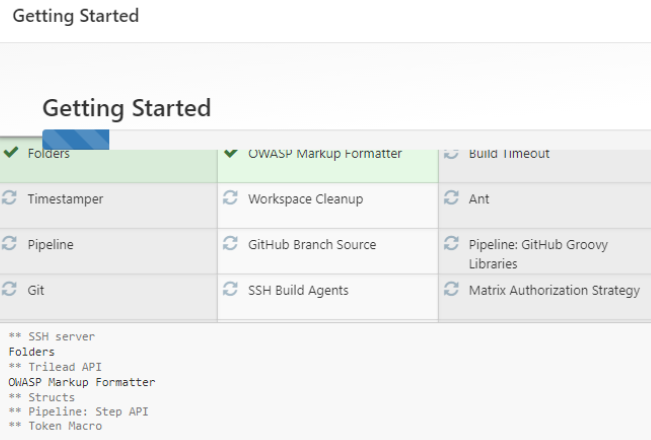 Getting Started
Getting Started
Folders OWASP Markup Formatter Build Timeout
Timestamper Workspace Cleanup Ant
Pipeline GitHub Branch Source Pipeline: GitHub Groovy
Libraries
Git SSH Build Agents Matrix Authorization Strategy
** SSH server
Folders
** Trilead API
OWASP Markup Formatter
** Structs
** Pipeline: Step API
** Token Macro